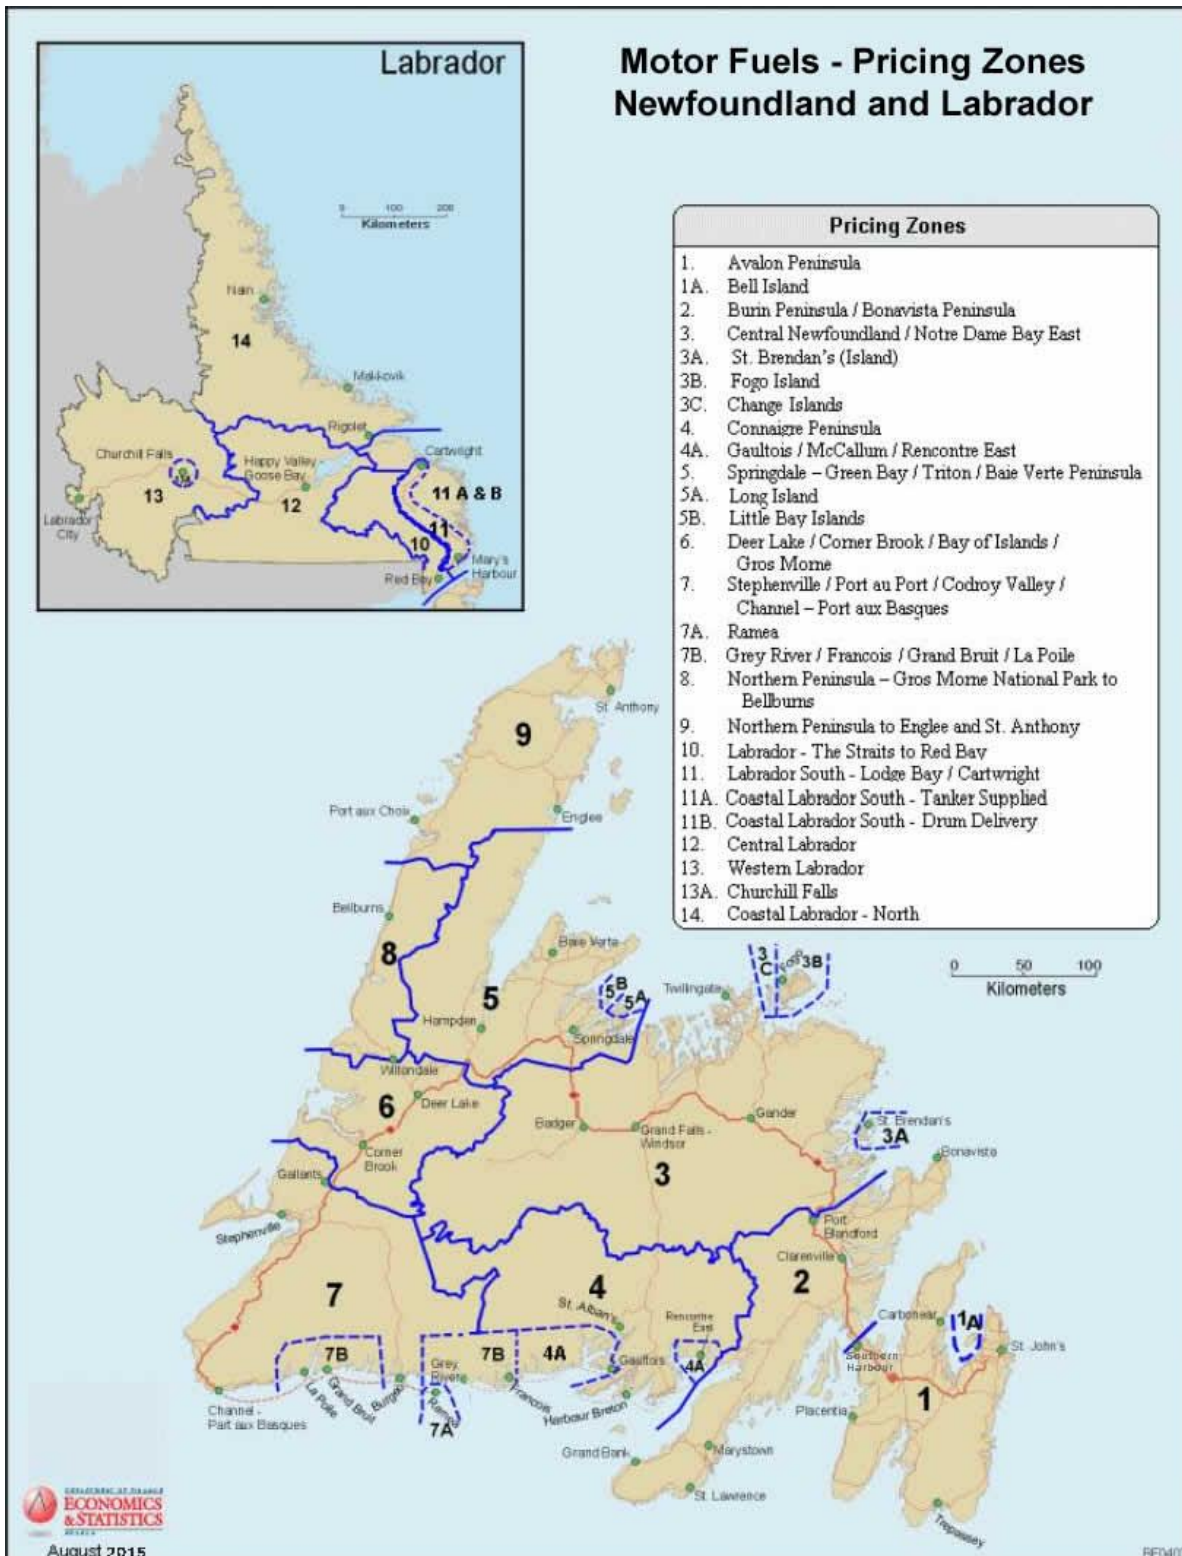 Labrador
Motor Fuels - Pricing Zones
Newfoundland and Labrador
0 100 200
Kilometers
Nain
14
Makkovik
Rigolet
Cartwright
Churchill Falls
Happy Valley
Goose Bay
13
12
11 A & B
11
10
Labrador
City
Mary's
Harbour
Red Bay
Pricing Zones
1. Avalon Peninsula
1A. Bell Island
2. Burin Peninsula / Bonavista Peninsula
3. Central Newfoundland / Notre Dame Bay East
3A. St. Brendan's (Island)
3B. Fogo Island
3C. Change Islands
4. Connaigre Peninsula
4A. Gaultois / McCallum / Rencontre East
5. Springdale – Green Bay / Triton / Baie Verte Peninsula
5A. Long Island
5B. Little Bay Islands
6. Deer Lake / Corner Brook / Bay of Islands /
Gros Morne
7. Stephenville / Port au Port / Codroy Valley /
Channel – Port aux Basques
7A. Ramea
7B. Grey River / Francois / Grand Bruit / La Poile
8. Northern Peninsula – Gros Morne National Park to
Bellburns
9. Northern Peninsula to Englee and St. Anthony
10. Labrador - The Straits to Red Bay
11. Labrador South - Lodge Bay / Cartwright
11A. Coastal Labrador South - Tanker Supplied
11B. Coastal Labrador South - Drum Delivery
12. Central Labrador
13. Western Labrador
13A. Churchill Falls
14. Coastal Labrador - North
0 50 100
Kilometers
St. Anthony
9
Port aux Choix
Englee
Bellburns
8
Baie Verte
5
5B
5A
3C
3B
Twillingate
Hampden
Springdale
Wiltondale
6
Deer Lake
Badger
Grand Falls -
Windsor
Gander
St. Brendan's
3A
Bonavista
Corner
Brook
3
Gallants
Stephenville
Port
Blandford
Clarenville
2
7
4
St. Alban's
Rencontre
East
Carbonear
1A
St. John's
Southern
Harbour
7B
Grey
River
7B
4A
Gaultois
4A
1
La Poile
Grand Bruit
Burgeo
Ramea
7A
Francois
Harbour Breton
Channel -
Port aux Basques
Placentia
Grand Bank
Marystown
St. Lawrence
Trepassey
DEPARTMENT OF FINANCE
ECONOMICS
& STATISTICS
August 2015